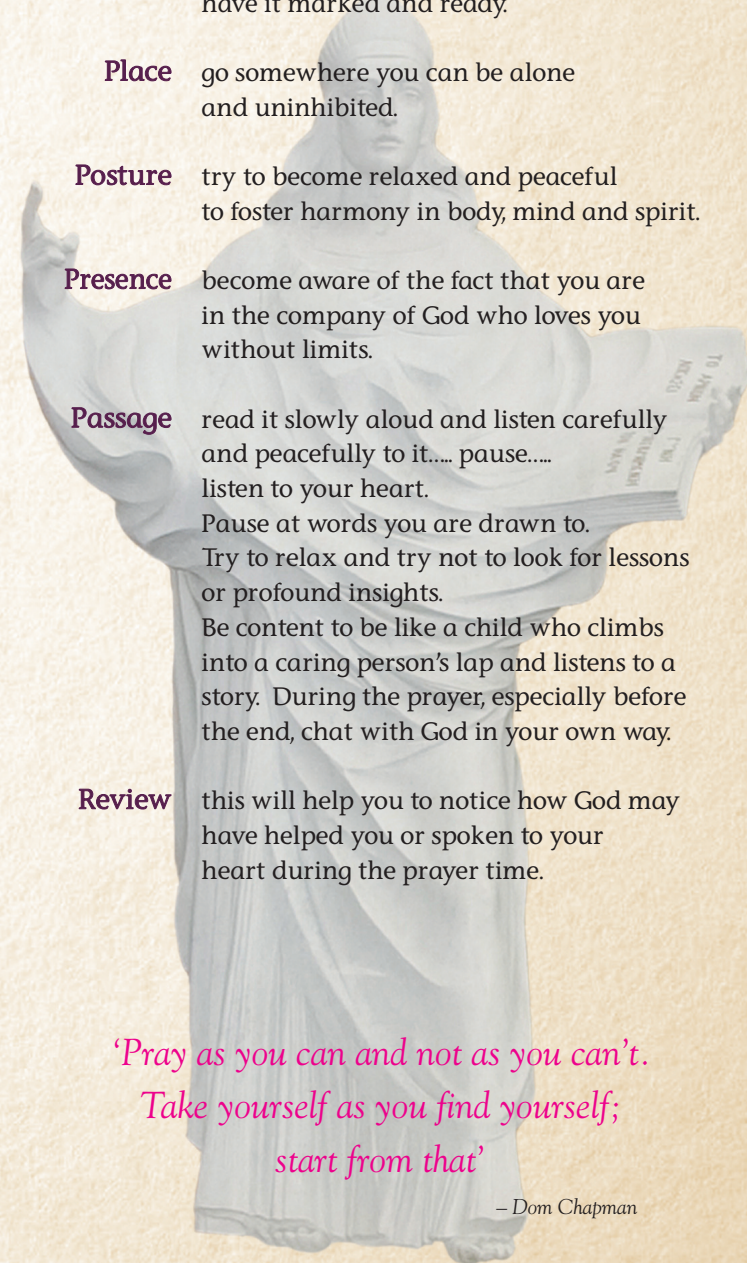 have it marked and ready.
Place go somewhere you can be alone
and uninhibited.
Posture try to become relaxed and peaceful
to foster harmony in body, mind and spirit.
Presence become aware of the fact that you are
in the company of God who loves you
without limits.
Passage read it slowly aloud and listen carefully
and peacefully to it..... pause.....
listen to your heart.
Pause at words you are drawn to.
Try to relax and try not to look for lessons
or profound insights.
Be content to be like a child who climbs
into a caring person's lap and listens to a
story.  During the prayer, especially before
the end, chat with God in your own way.
Review this will help you to notice how God may
have helped you or spoken to your
heart during the prayer time.
‘Pray as you can and not as you can’t.
Take yourself as you find yourself;
start from that’
– Dom Chapman